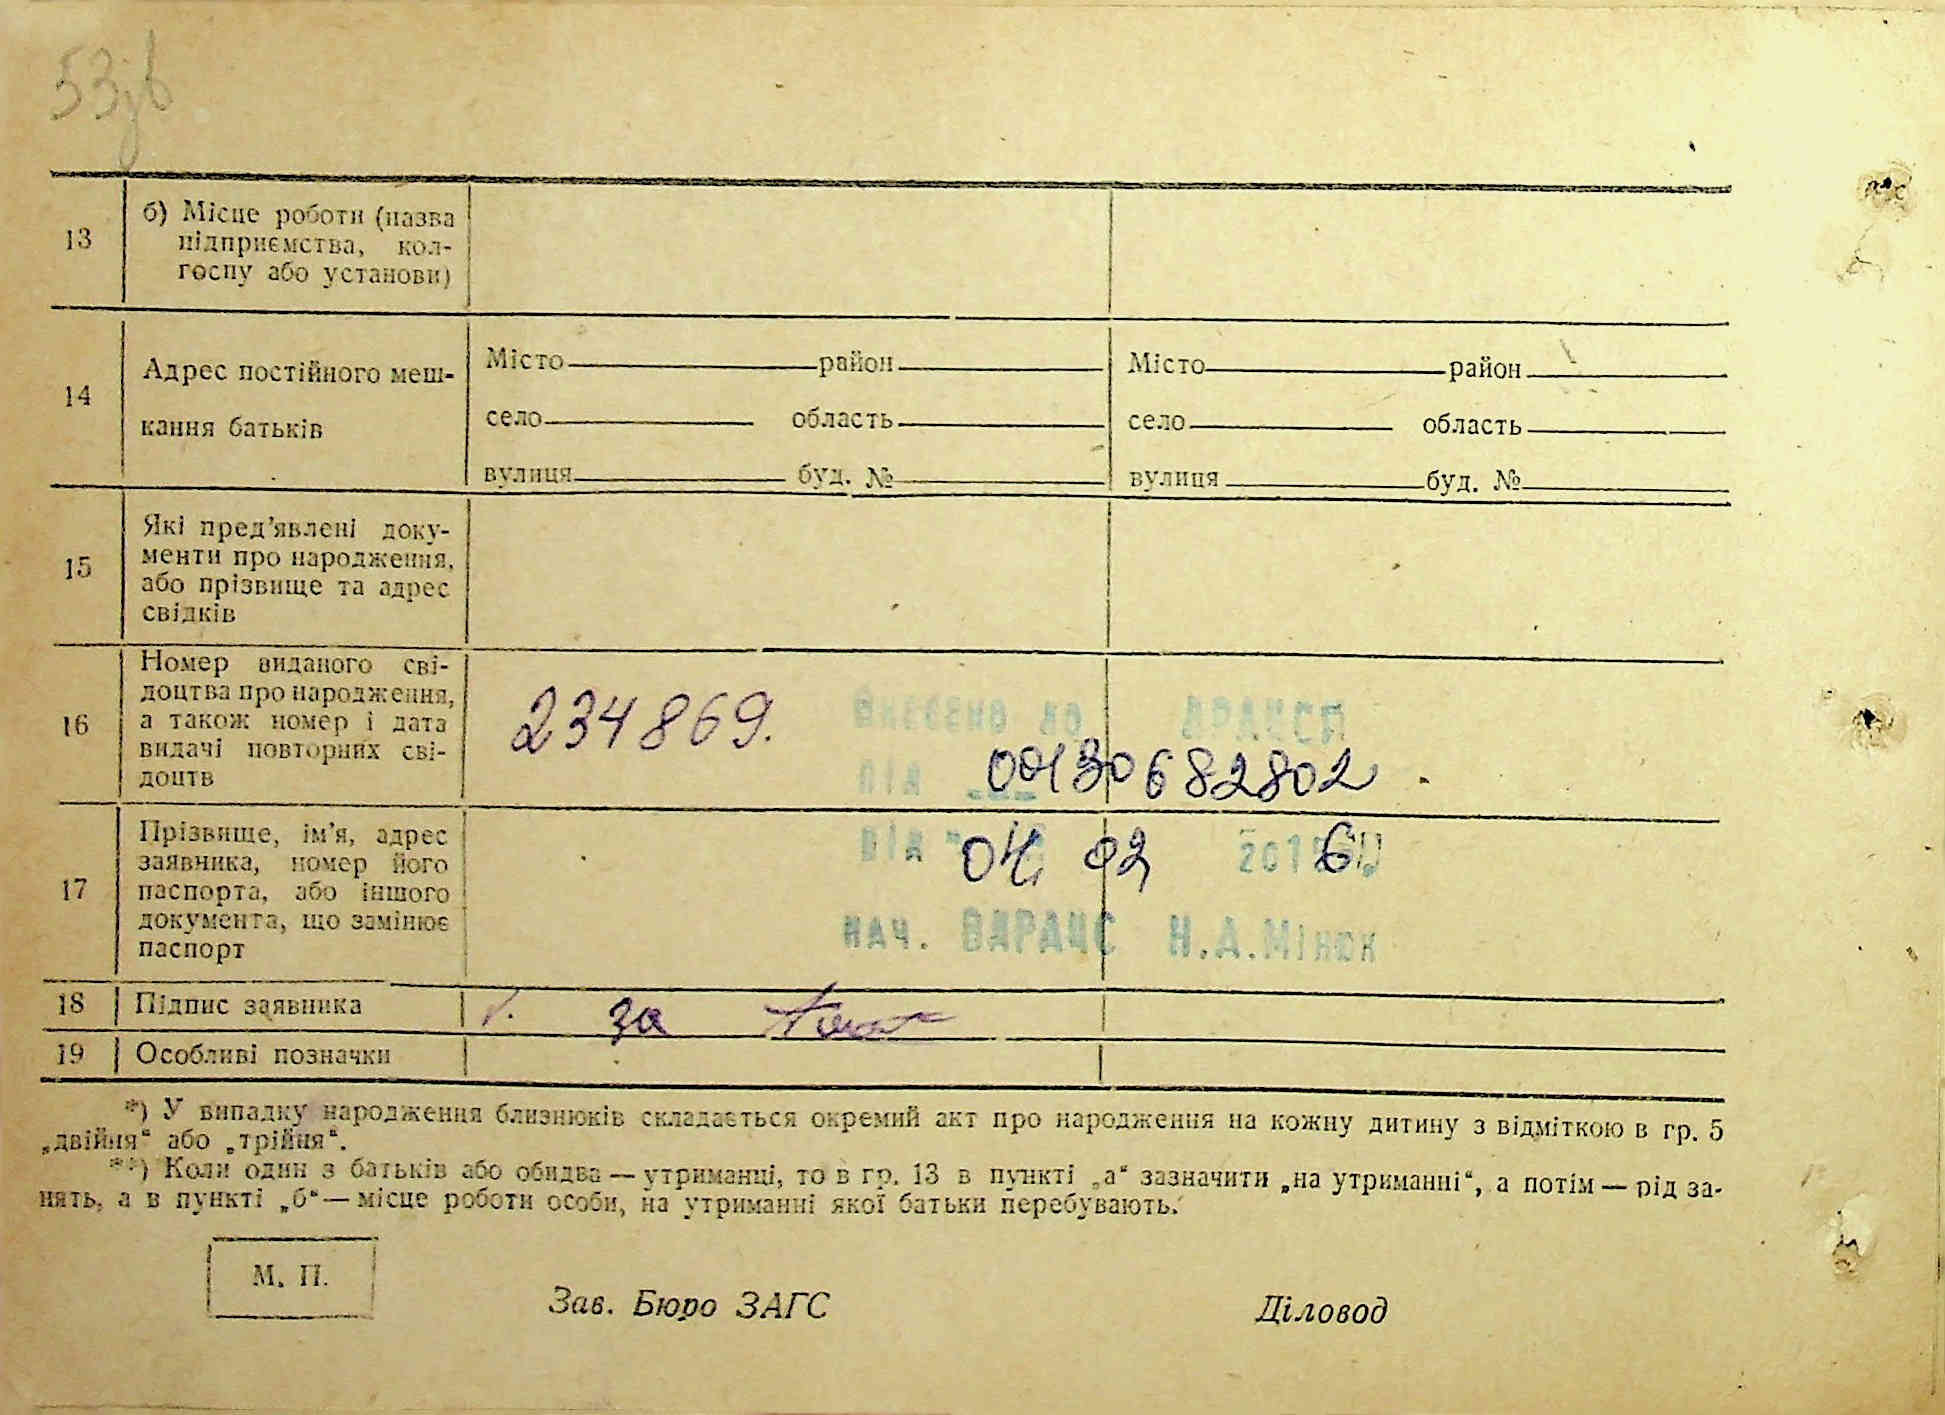 53зв
13 б) Місце роботи (назва
підприємства, кол-
госпу або установи)
14 Адрес постійного меш-
кання батьків
Місто район
село область
вулиця буд. №
Місто район
село область
вулиця буд. №
15 Які пред’явлені доку-
менти про народження,
або прізвище та адрес
свідків
16 Номер виданого сві-
доцтва про народження,
а також номер і дата
видачі повторних сві-
доцтв
234869.
ВНЕСЕНО ДО ДРАЦСП
ПІД 00130682802
17 Прізвище, ім’я, адрес
заявника, номер його
паспорта, або іншого
документа, що замінює
паспорт
ВІД 04. 02 201
НАЧ. ВДРАЦС Н.А.Мінюк
18 Підпис заявника
за
19 Особливі позначки
*) У випадку народження близнюків складається окремий акт про народження на кожну дитину з відміткою в гр. 5
„двійня“ або „трійня“.
**) Коли один з батьків або обидва — утриманці, то в гр. 13 в пункті „а“ зазначити „на утриманні“, а потім — рід за-
нять, а в пункті „б“ — місце роботи особи, на утриманні якої батьки перебувають.
М. П.
Зав. Бюро ЗАГС Діловод